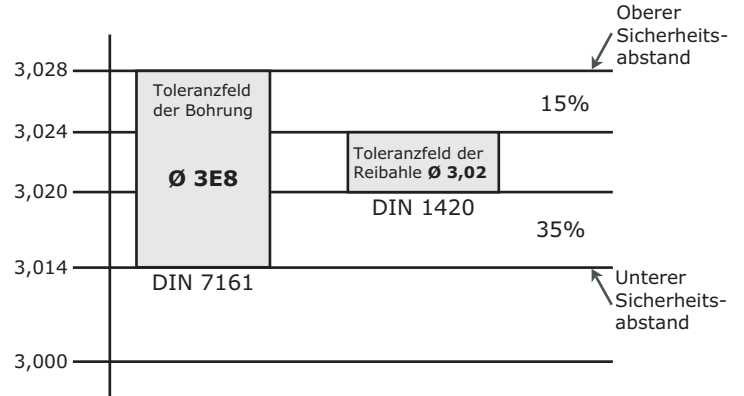 Oberer
Sicherheits-
abstand
3,028
Toleranzfeld
der Bohrung
15%
3,024
Toleranzfeld der
Reibahle Ø 3,02
Ø 3E8
3,020
DIN 1420
35%
3,014
DIN 7161
Unterer
Sicherheits-
abstand
3,000